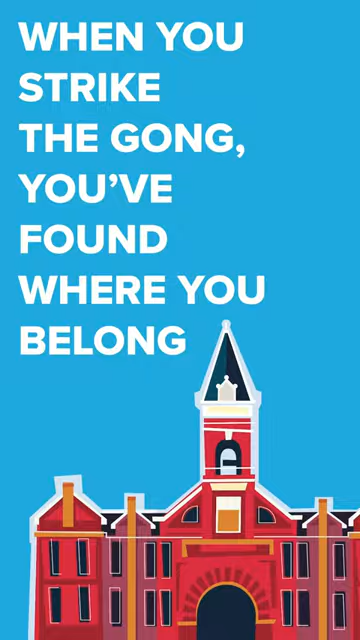 WHEN YOU
STRIKE
THE GONG,
YOU’VE
FOUND
WHERE YOU
BELONG